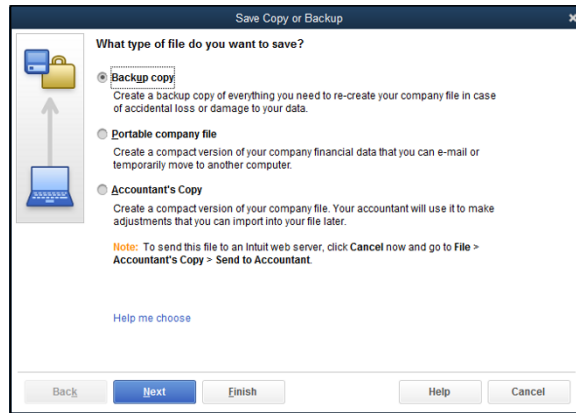 Save Copy or Backup
What type of file do you want to save?
Backup copy
Create a backup copy of everything you need to re-create your company file in case
of accidental loss or damage to your data.
Portable company file
Create a compact version of your company financial data that you can e-mail or
temporarily move to another computer.
Accountant's Copy
Create a compact version of your company file. Your accountant will use it to make
adjustments that you can import into your file later.
Note: To send this file to an Intuit web server, click Cancel now and go to File >
Accountant's Copy > Send to Accountant.
Help me choose
Back Next Finish Help Cancel